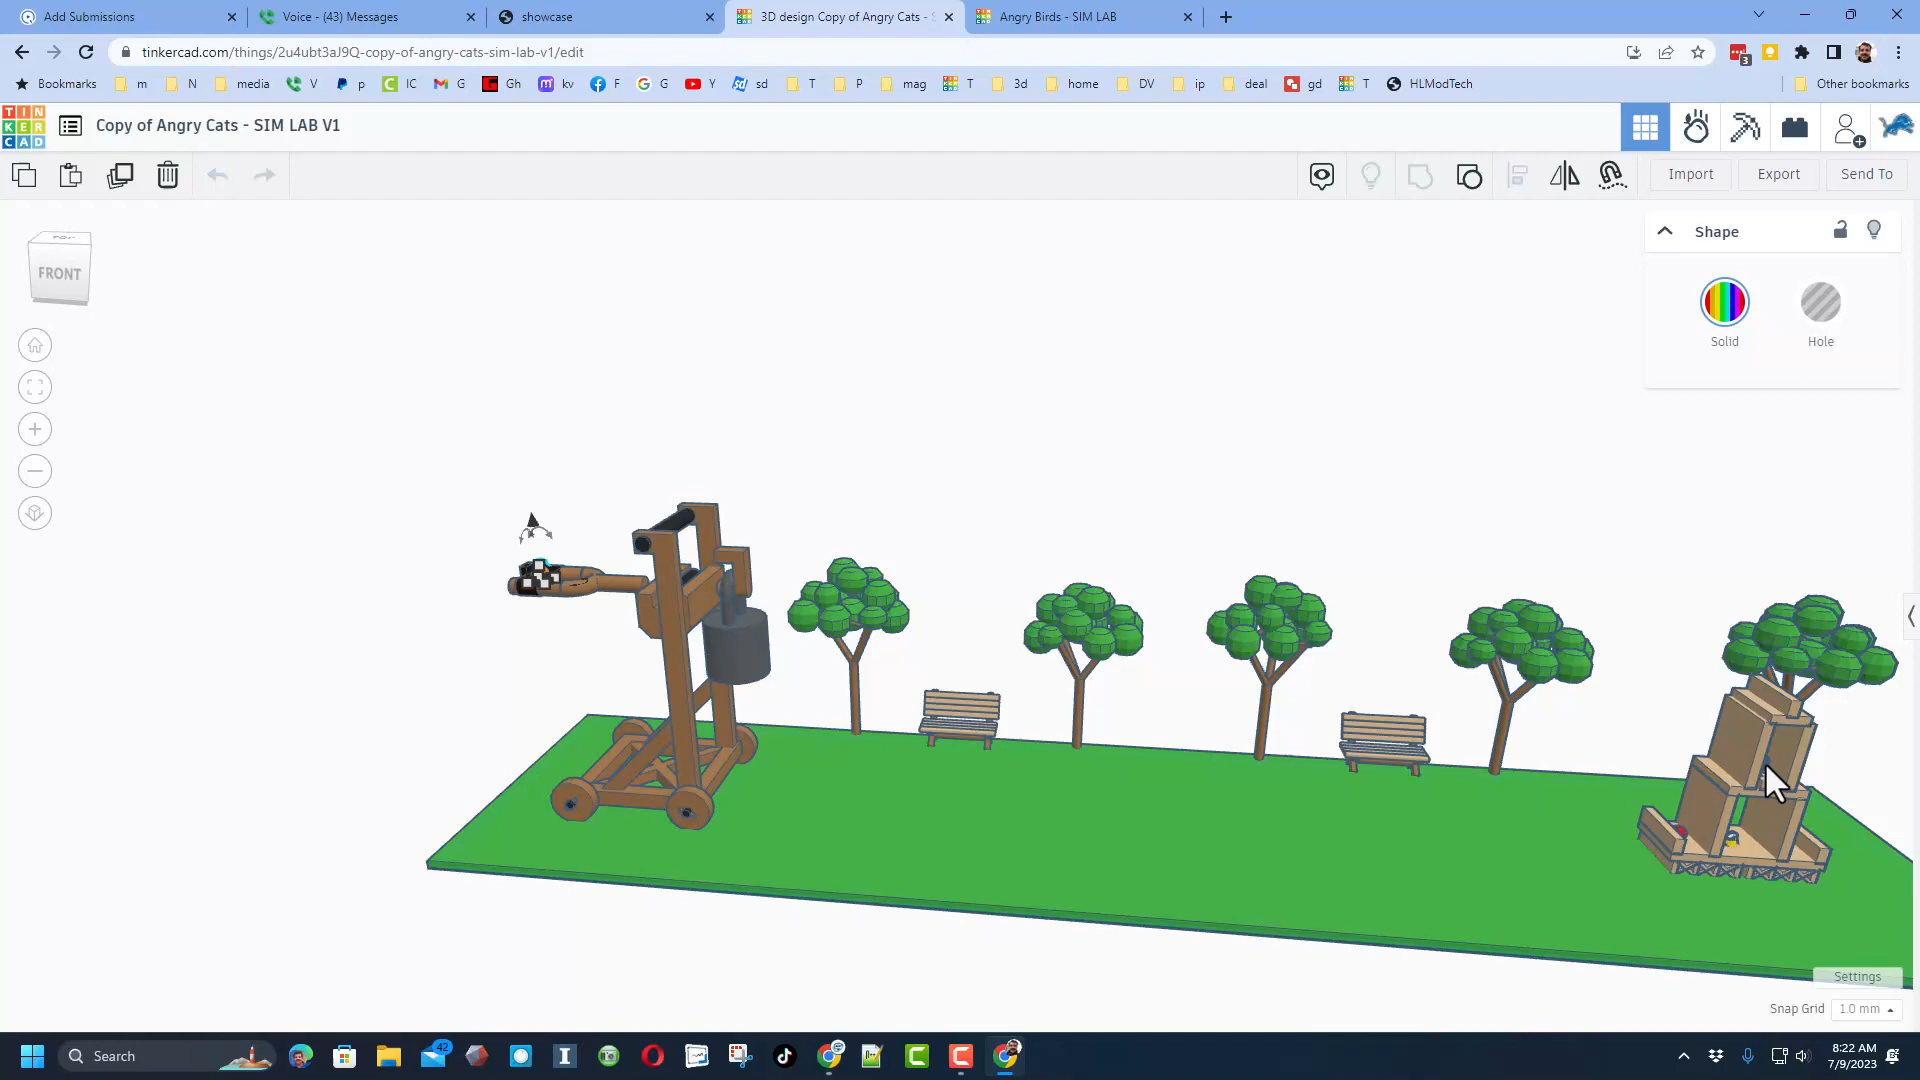 Add Submissions
Voice - (43) Messages
showcase
3D design Copy of Angry Cats - S
Angry Birds - SIM LAB
tinkercad.com/things/2u4ubt3aJ9Q-copy-of-angry-cats-sim-lab-v1/edit
3
Bookmarks
m
N
media
V
p
IC
G
Gh
kv
F
G
Y
sd
T
P
mag
T
3d
home
DV
ip
deal
gd
T
HLModTech
Other bookmarks
TIN
KER
CAD
Copy of Angry Cats - SIM LAB V1
Import
Export
Send To
TOP
FRONT
Shape
Solid
Hole
Settings
Snap Grid
1.0 mm
Search
42
8:22 AM
7/9/2023